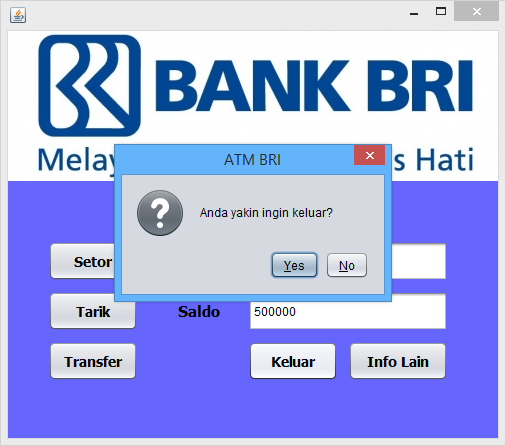 BANK BRI
Melay
s Hati
ATM BRI
Anda yakin ingin keluar?
Yes
No
Setor
Tarik
Saldo
500000
Transfer
Keluar
Info Lain